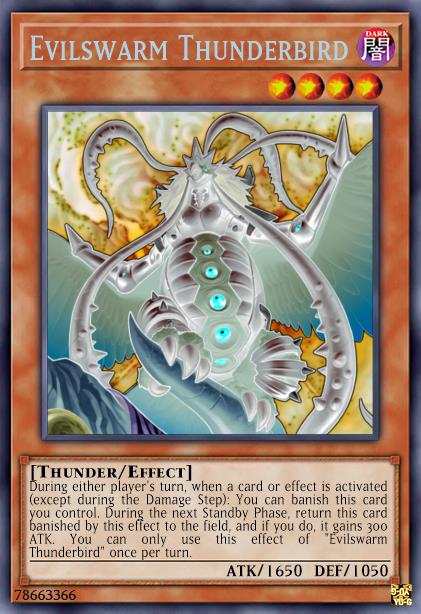 Evilswarm Thunderbird
DARK
闇
[Thunder/Effect]
During either player's turn, when a card or effect is activated
(except during the Damage Step): You can banish this card
you control. During the next Standby Phase, return this card
banished by this effect to the field, and if you do, it gains 300
ATK. You can only use this effect of "Evilswarm
Thunderbird" once per turn.
ATK/1650 DEF/1050
78663366